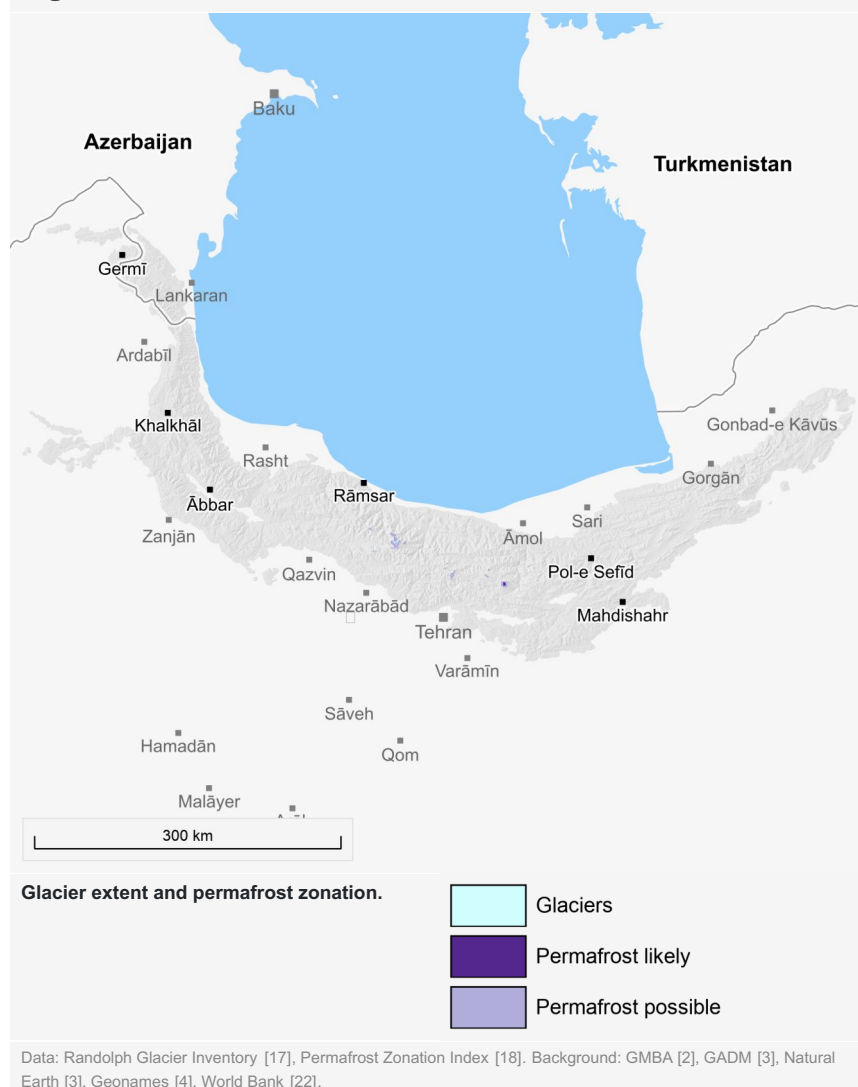 Baku
Azerbaijan
Turkmenistan
Germī
Lankaran
Ardabīl
Khalkhāl
Gonbad-e Kāvūs
Rasht
Gorgān
Rāmsar
Ābbar
Sari
Zanjān
Āmol
Qazvin
Pol-e Sefīd
Nazarābād
Mahdishahr
Tehran
Varāmīn
Sāveh
Hamadān
Qom
Malāyer
300 km
Glacier extent and permafrost zonation.
Glaciers
Permafrost likely
Permafrost possible
Data: Randolph Glacier Inventory [17], Permafrost Zonation Index [18]. Background: GMBA [2], GADM [3], Natural
Earth [3], Geonames [4], World Bank [22].